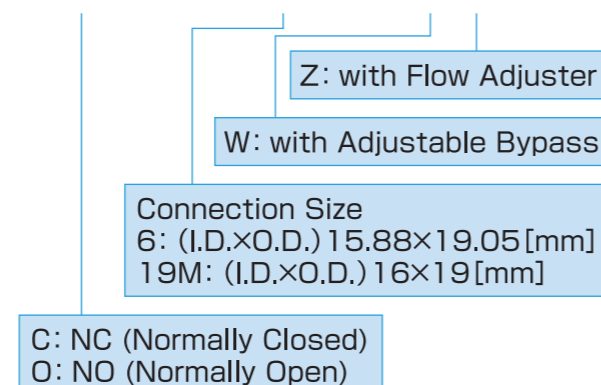 Z: with Flow Adjuster
W: with Adjustable Bypass
Connection Size
6: (I.D.×O.D.) 15.88×19.05[mm]
19M: (I.D.×O.D.) 16×19[mm]
C: NC (Normally Closed)
O: NO (Normally Open)